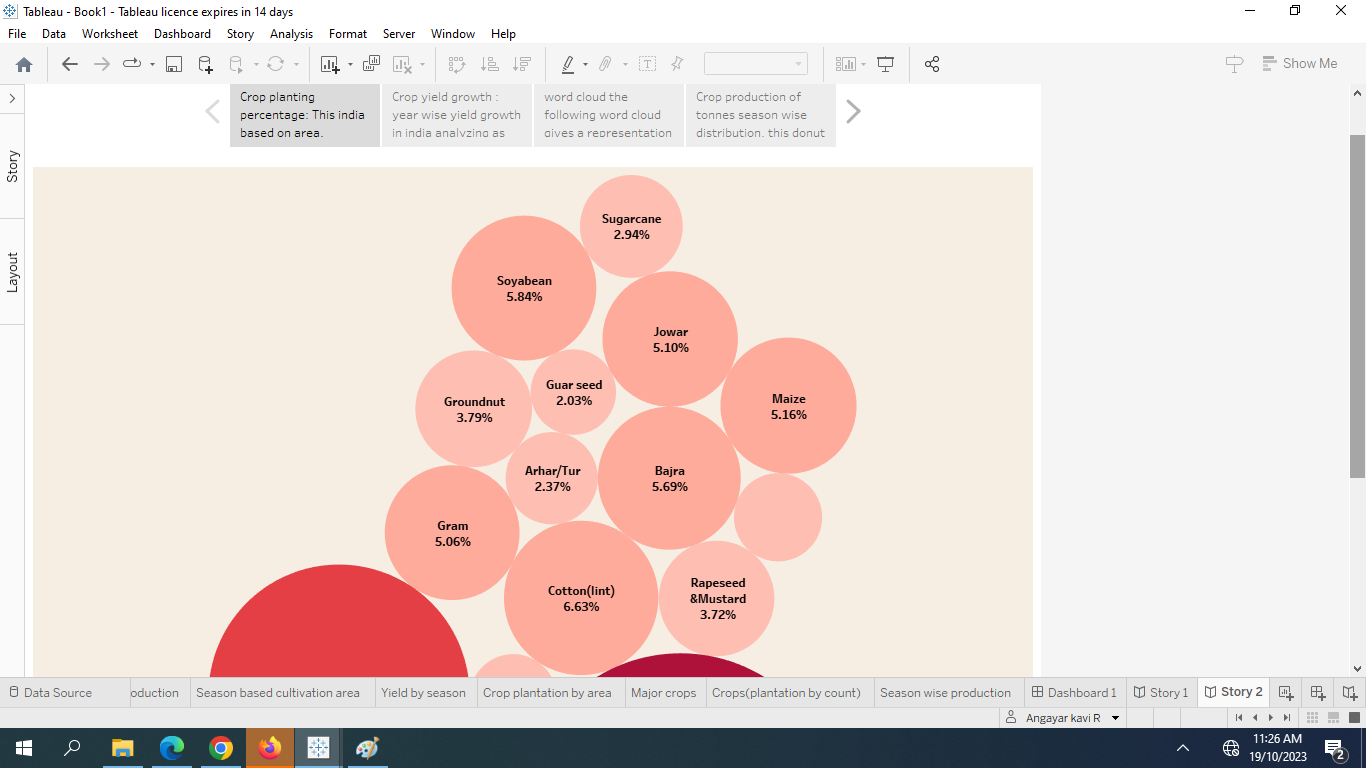 Tableau - Book1 - Tableau licence expires in 14 days
File Data Worksheet Dashboard Story Analysis Format Server Window Help
Show Me
Crop planting
percentage: This india
based on area.
Crop yield growth :
year wise yield growth
in india analyzing as
word cloud the
following word cloud
gives a representation
Crop production of
tonnes season wise
distribution. this donut
Story
Layout
Sugarcane
2.94%
Soyabean
5.84%
Jowar
5.10%
Maize
5.16%
Guar seed
2.03%
Groundnut
3.79%
Arhar/Tur
2.37%
Bajra
5.69%
Gram
5.06%
Cotton(lint)
6.63%
Rapeseed
&Mustard
3.72%
Data Source oduction Season based cultivation area Yield by season Crop plantation by area Major crops Crops(plantation by count) Season wise production Dashboard 1 Story 1 Story 2
Angayar kavi R
11:26 AM
19/10/2023
2